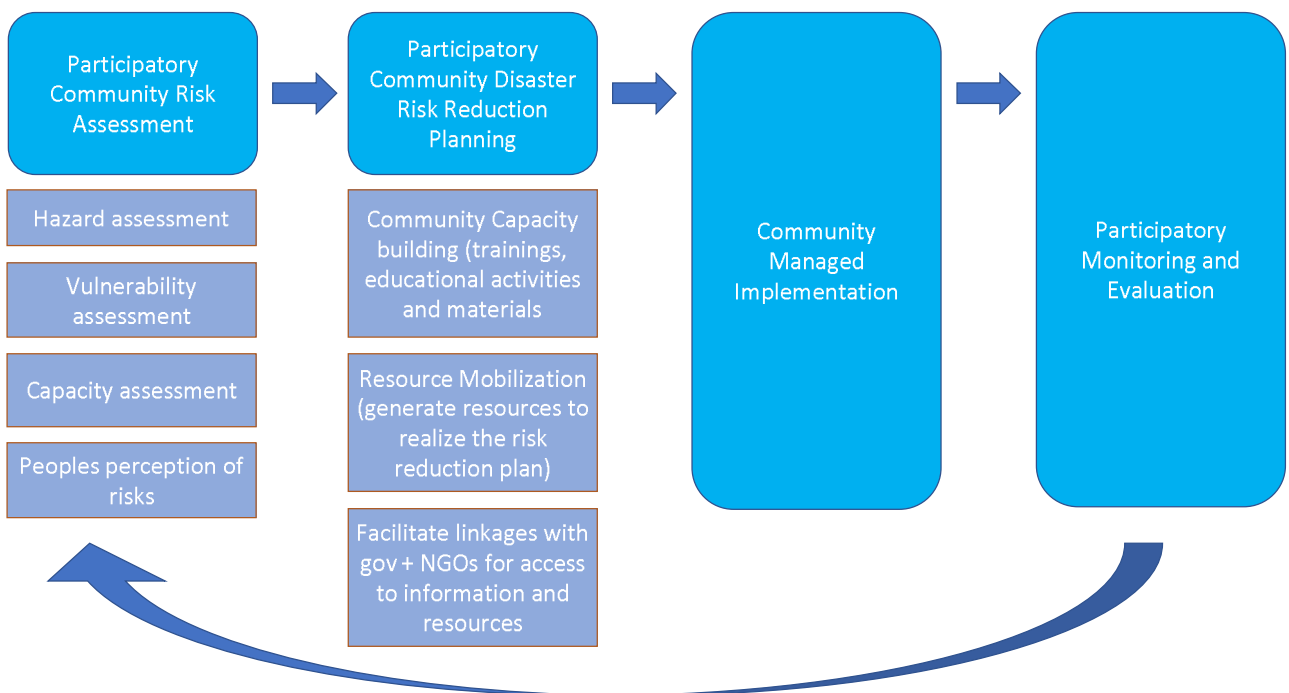 Participatory
Community Risk
Assessment
Hazard assessment
Vulnerability
assessment
Capacity assessment
Peoples perception of
risks
Participatory
Community Disaster
Risk Reduction
Planning
Community Capacity
building (trainings,
educational activities
and materials
Resource Mobilization
(generate resources to
realize the risk
reduction plan)
Facilitate linkages with
gov + NGOs for access
to information and
resources
Community
Managed
Implementation
Participatory
Monitoring and
Evaluation